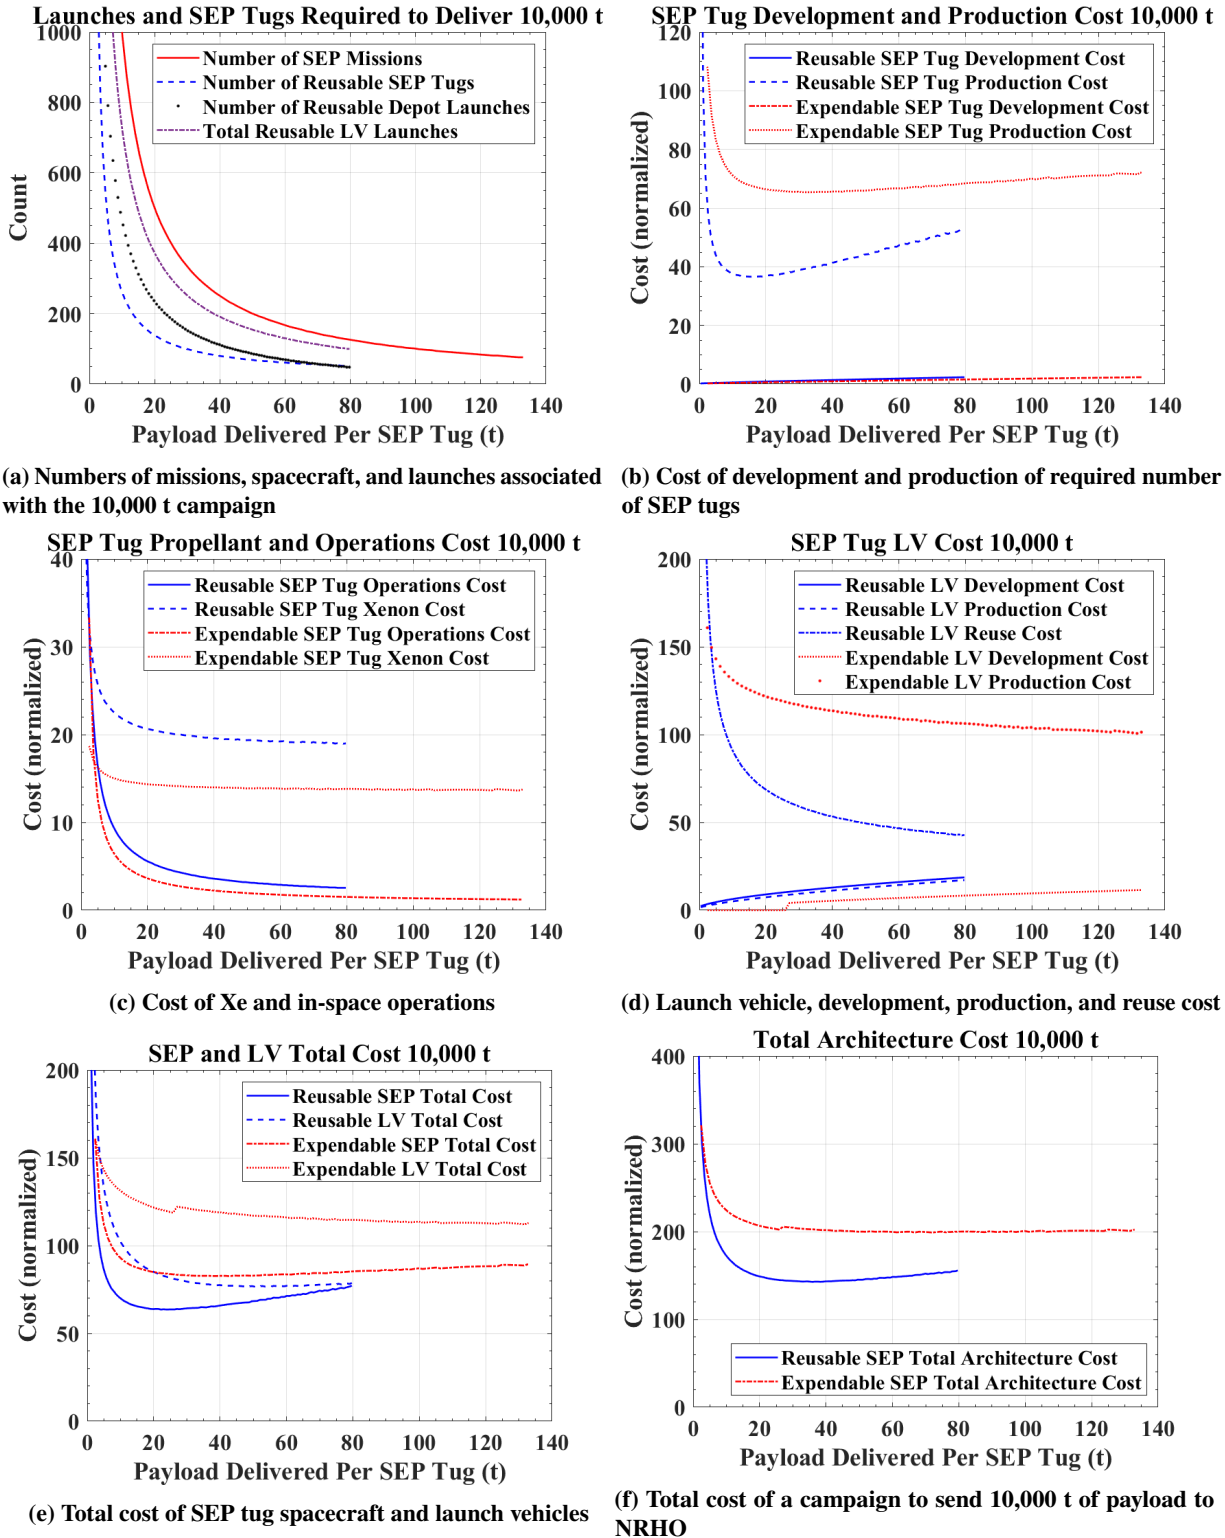 Launches and SEP Tugs Required to Deliver 10,000 t
1000
800
600
400
200
0
Count
Number of SEP Missions
Number of Reusable SEP Tugs
Number of Reusable Depot Launches
Total Reusable LV Launches
0 20 40 60 80 100 120 140
Payload Delivered Per SEP Tug (t)
(a) Numbers of missions, spacecraft, and launches associated
with the 10,000 t campaign
SEP Tug Development and Production Cost 10,000 t
120
100
80
60
40
20
0
Cost (normalized)
Reusable SEP Tug Development Cost
Reusable SEP Tug Production Cost
Expendable SEP Tug Development Cost
Expendable SEP Tug Production Cost
0 20 40 60 80 100 120 140
Payload Delivered Per SEP Tug (t)
(b) Cost of development and production of required number
of SEP tugs
SEP Tug Propellant and Operations Cost 10,000 t
40
30
20
10
0
Cost (normalized)
Reusable SEP Tug Operations Cost
Reusable SEP Tug Xenon Cost
Expendable SEP Tug Operations Cost
Expendable SEP Tug Xenon Cost
0 20 40 60 80 100 120 140
Payload Delivered Per SEP Tug (t)
(c) Cost of Xe and in-space operations
SEP Tug LV Cost 10,000 t
200
150
100
50
0
Cost (normalized)
Reusable LV Development Cost
Reusable LV Production Cost
Reusable LV Reuse Cost
Expendable LV Development Cost
Expendable LV Production Cost
0 20 40 60 80 100 120 140
Payload Delivered Per SEP Tug (t)
(d) Launch vehicle, development, production, and reuse cost
SEP and LV Total Cost 10,000 t
200
150
100
50
0
Cost (normalized)
Reusable SEP Total Cost
Reusable LV Total Cost
Expendable SEP Total Cost
Expendable LV Total Cost
0 20 40 60 80 100 120 140
Payload Delivered Per SEP Tug (t)
(e) Total cost of SEP tug spacecraft and launch vehicles
Total Architecture Cost 10,000 t
400
300
200
100
0
Cost (normalized)
Reusable SEP Total Architecture Cost
Expendable SEP Total Architecture Cost
0 20 40 60 80 100 120 140
Payload Delivered Per SEP Tug (t)
(f) Total cost of a campaign to send 10,000 t of payload to
NRHO